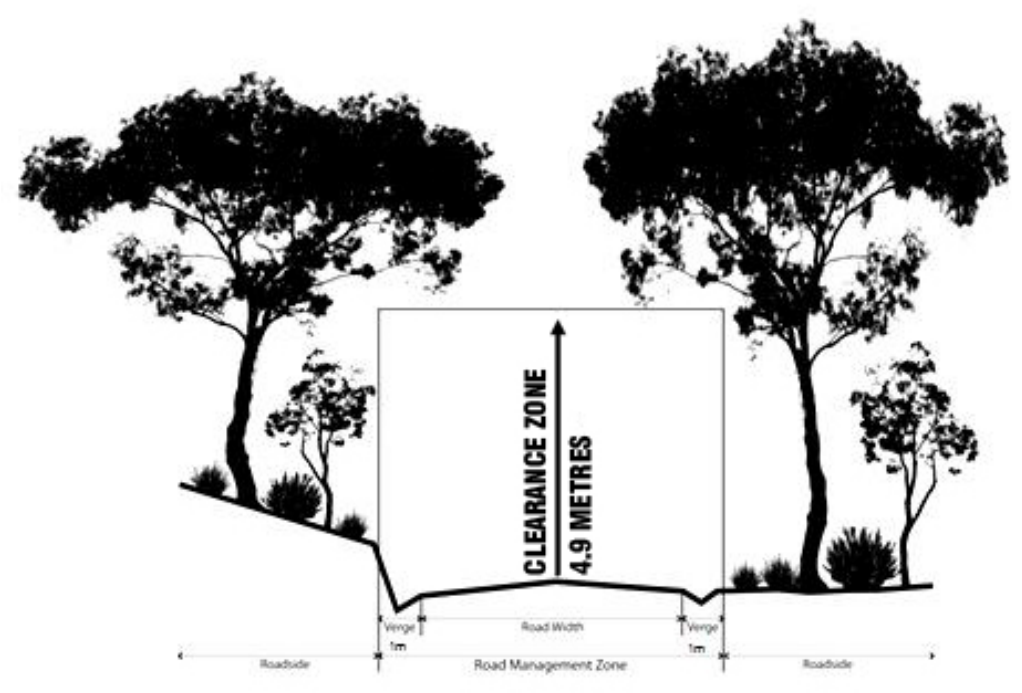 CLEARANCE ZONE
4.9 METRES
Verge
Road Width
Verge
1m
1m
Roadside
Road Management Zone
Roadside